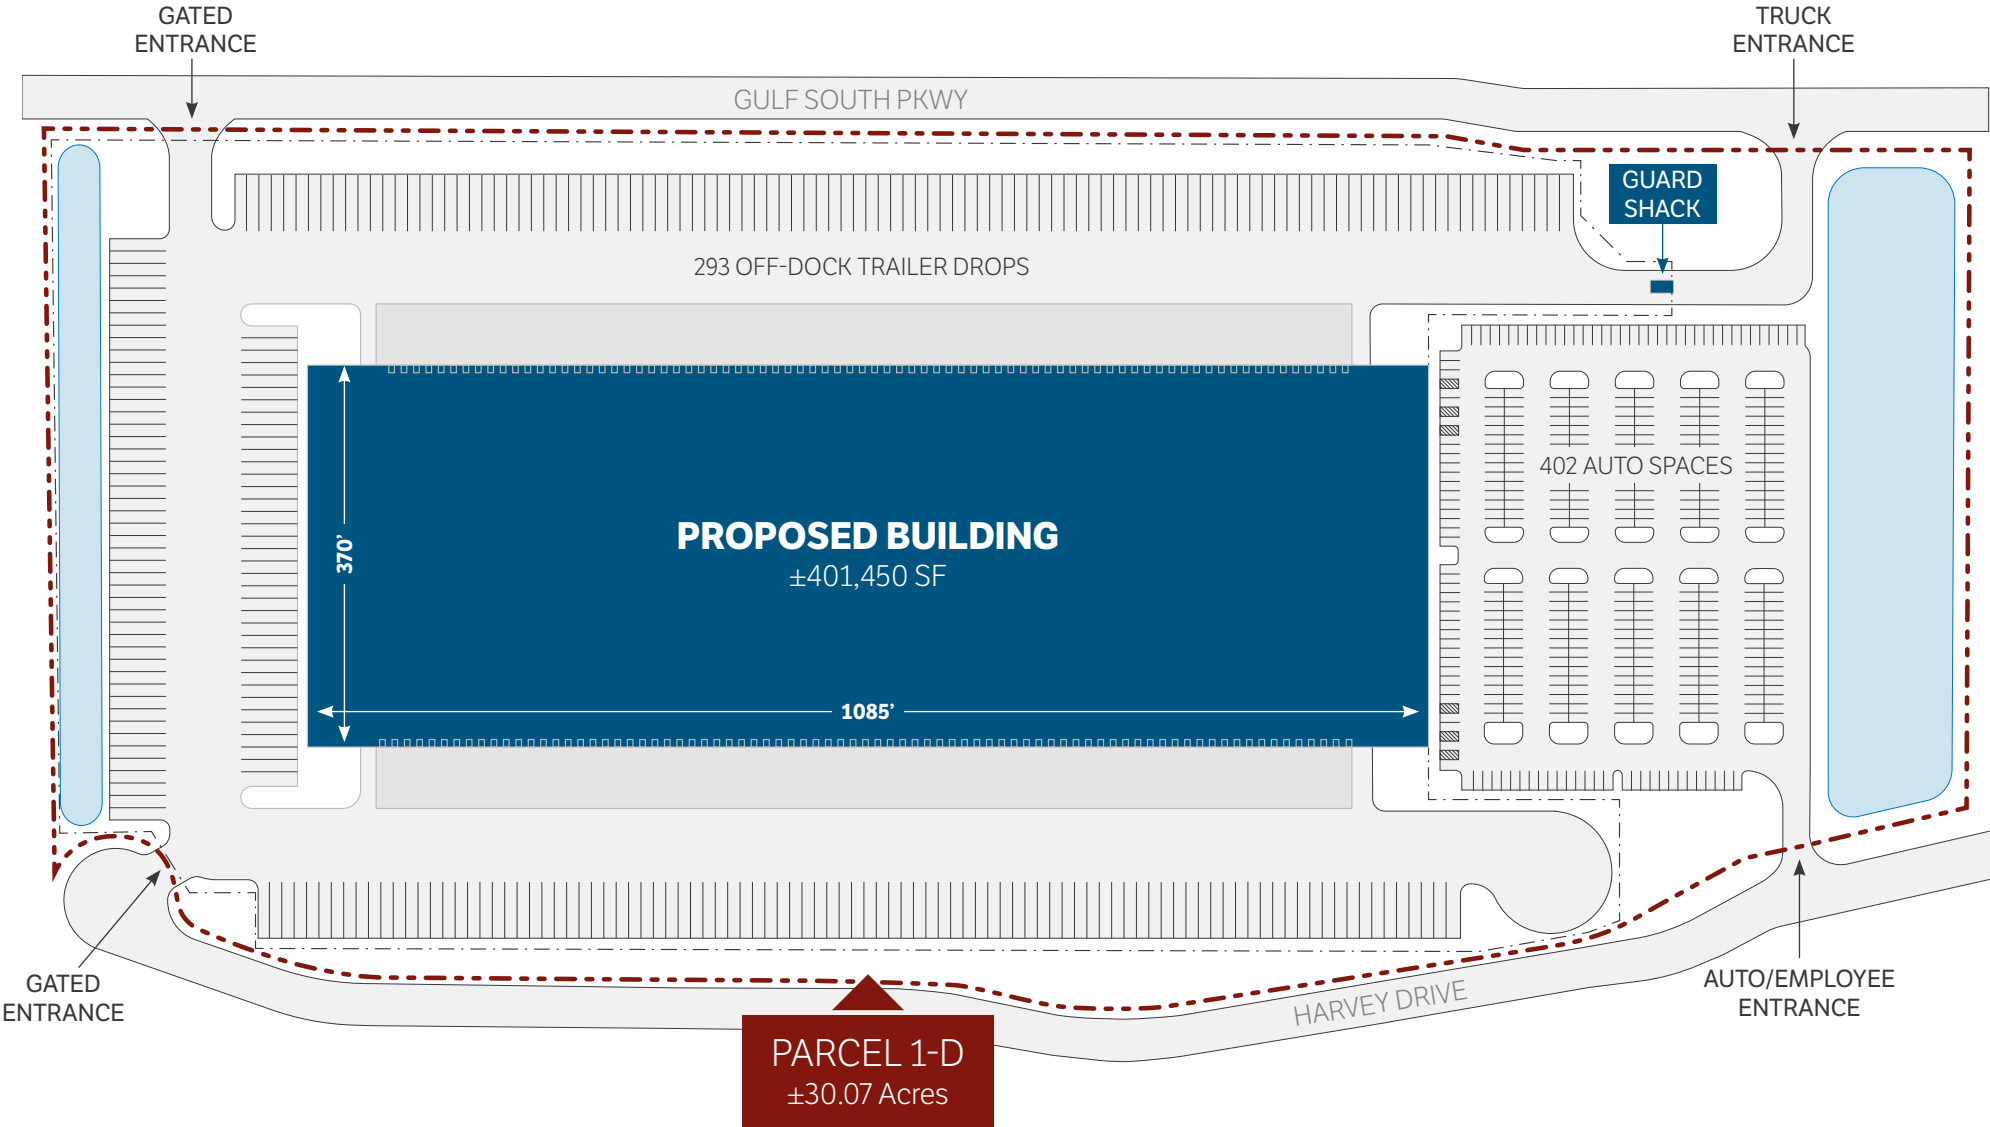 GATED
ENTRANCE
TRUCK
ENTRANCE
GULF SOUTH PKWY
GUARD
SHACK
293 OFF-DOCK TRAILER DROPS
402 AUTO SPACES
PROPOSED BUILDING
±401,450 SF
370’
1085’
GATED
ENTRANCE
AUTO/EMPLOYEE
ENTRANCE
HARVEY DRIVE
PARCEL 1-D
±30.07 Acres